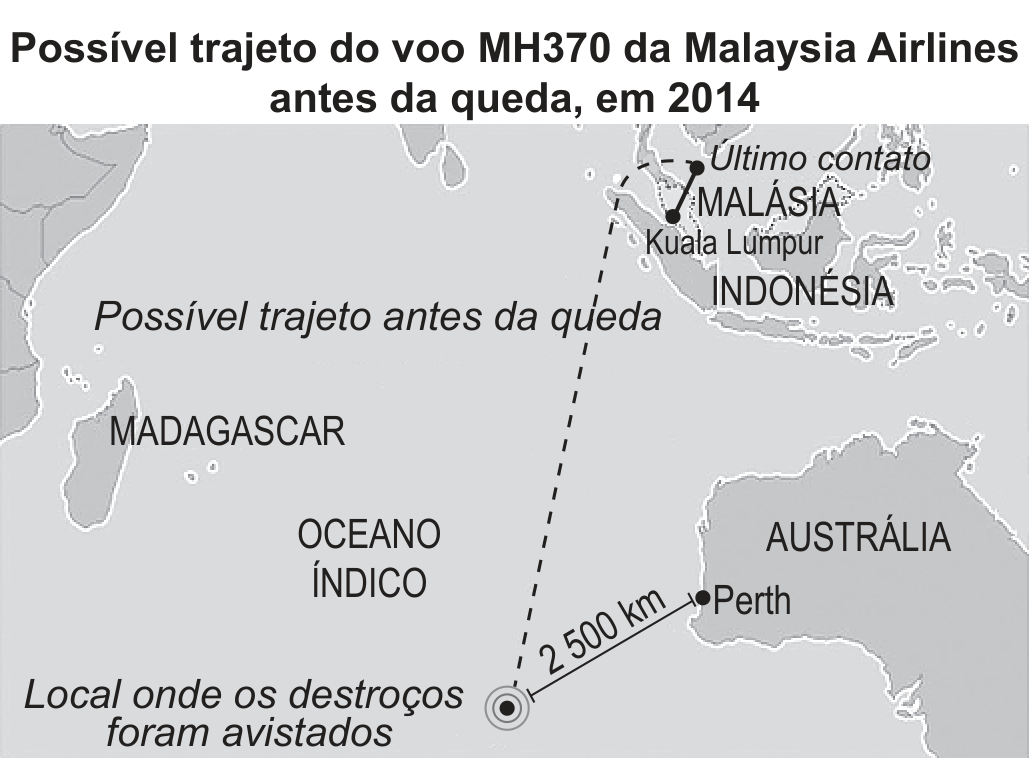 Possível trajeto do voo MH370 da Malaysia Airlines
antes da queda, em 2014
Último contato
MALÁSIA
Kuala Lumpur
INDONÉSIA
Possível trajeto antes da queda
MADAGASCAR
OCEANO
ÍNDICO
AUSTRÁLIA
Perth
2 500 km
Local onde os destroços
foram avistados